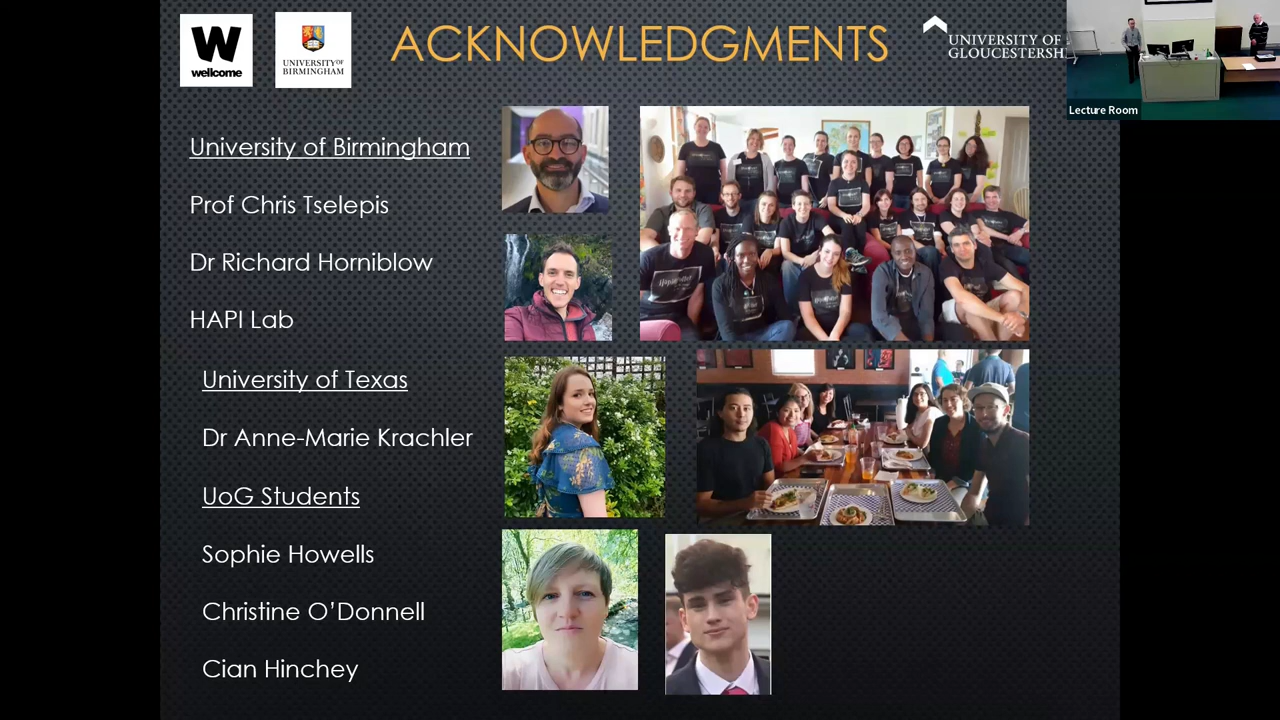 W
wellcome
UNIVERSITY OF
BIRMINGHAM
ACKNOWLEDGMENTS
UNIVERSITY OF
GLOUCESTERSHI
Lecture Room
University of Birmingham
Prof Chris Tselepis
Dr Richard Horniblow
HAPI Lab
University of Texas
Dr Anne-Marie Krachler
UoG Students
Sophie Howells
Christine O'Donnell
Cian Hinchey